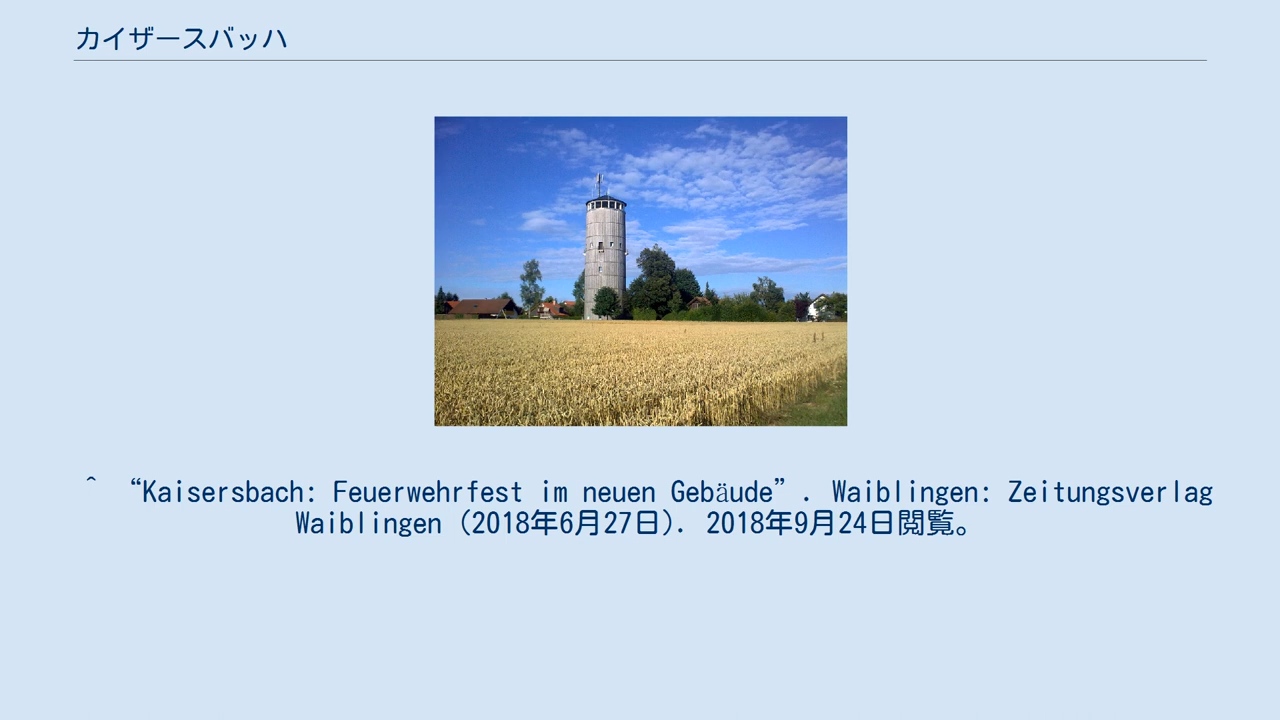 カイザースバッハ
^ “Kaisersbach: Feuerwehrfest im neuen Gebäude”. Waiblingen: Zeitungsverlag
Waiblingen (2018年6月27日). 2018年9月24日閲覧。